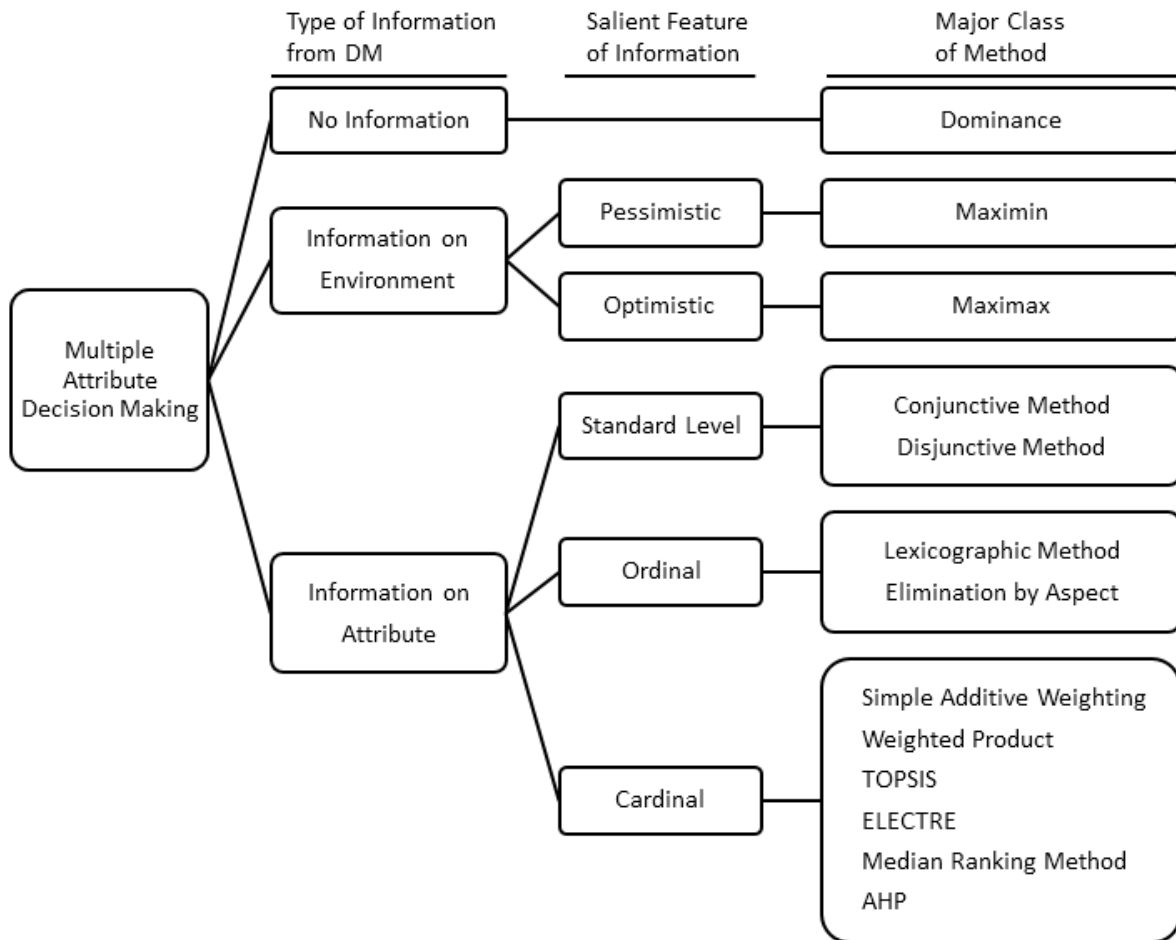 Type of Information
from DM
Salient Feature
of Information
Major Class
of Method
No Information
Dominance
Information on
Environment
Pessimistic
Maximin
Optimistic
Maximax
Multiple
Attribute
Decision Making
Standard Level
Conjunctive Method
Disjunctive Method
Information on
Attribute
Ordinal
Lexicographic Method
Elimination by Aspect
Cardinal
Simple Additive Weighting
Weighted Product
TOPSIS
ELECTRE
Median Ranking Method
AHP